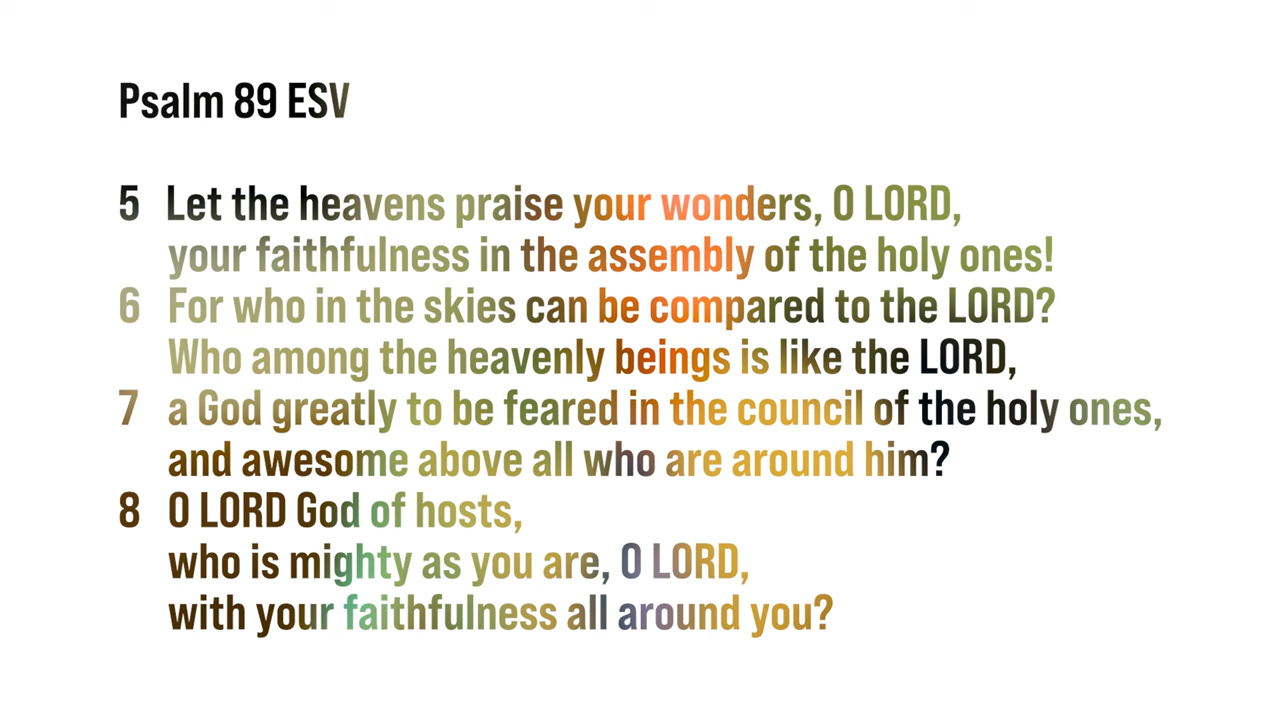 Psalm 89 ESV
5 Let the heavens praise your wonders, O LORD,
your faithfulness in the assembly of the holy ones!
6 For who in the skies can be compared to the LORD?
Who among the heavenly beings is like the LORD,
7 a God greatly to be feared in the council of the holy ones,
and awesome above all who are around him?
8 O LORD God of hosts,
who is mighty as you are, O LORD,
with your faithfulness all around you?